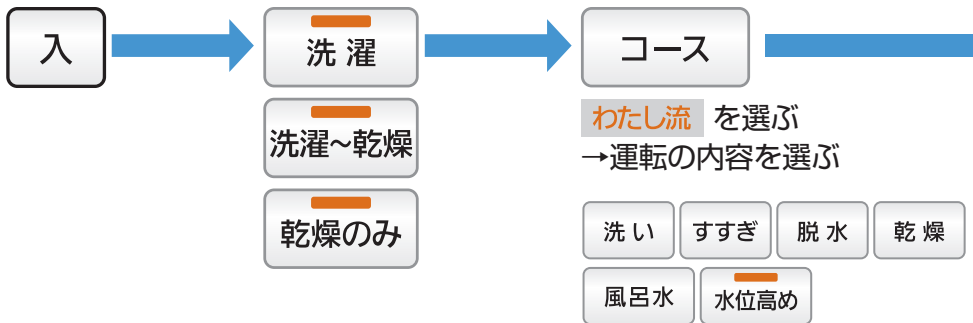 入
洗濯
洗濯~乾燥
乾燥のみ
コース
わたし流 を選ぶ
→運転の内容を選ぶ
洗い すすぎ 脱水 乾燥
風呂水 水位高め